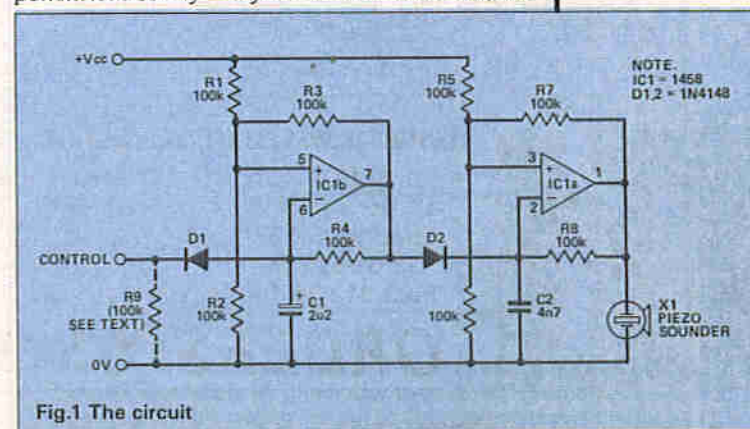 +Vcc
R1
100k
R3
100k
R5
100k
R7
100k
NOTE.
IC1 = 1458
D1,2 = 1N4148
5
+
IC1b
7
6
−
3
+
IC1a
1
2
−
D1
R4
100k
D2
R8
100k
CONTROL
R9
(100k
SEE TEXT)
R2
100k
+
C1
2u2
100k
C2
4n7
X1
PIEZO
SOUNDER
0V
Fig.1 The circuit